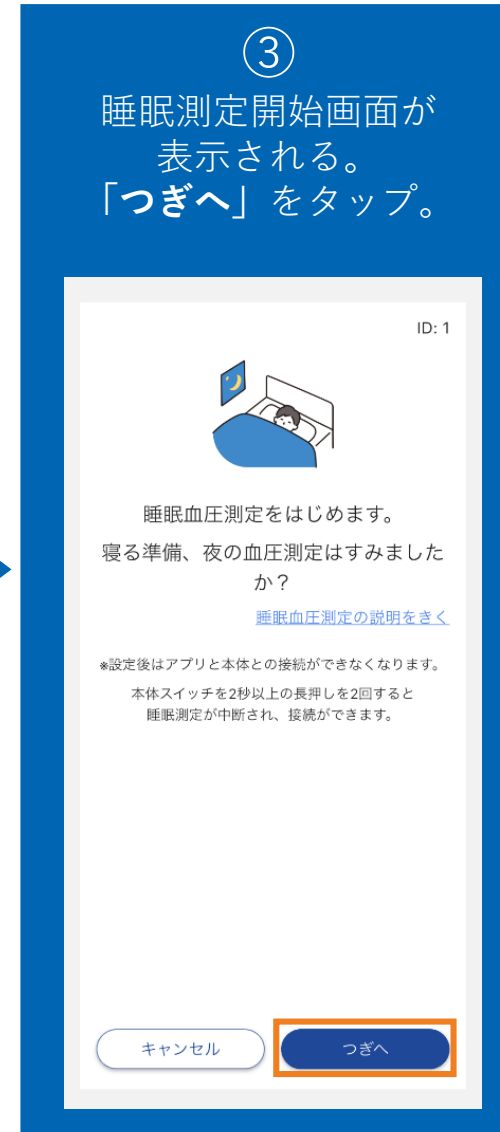 ③
睡眠測定開始画面が
表示される。
「つぎへ」をタップ。
ID: 1
睡眠血圧測定をはじめます。
寝る準備、夜の血圧測定はすみました
か？
睡眠血圧測定の説明をきく
※設定後はアプリと本体との接続ができなくなります。
本体スイッチを2秒以上の長押しを2回すると
睡眠測定が中断され、接続ができます。
キャンセル
つぎへ